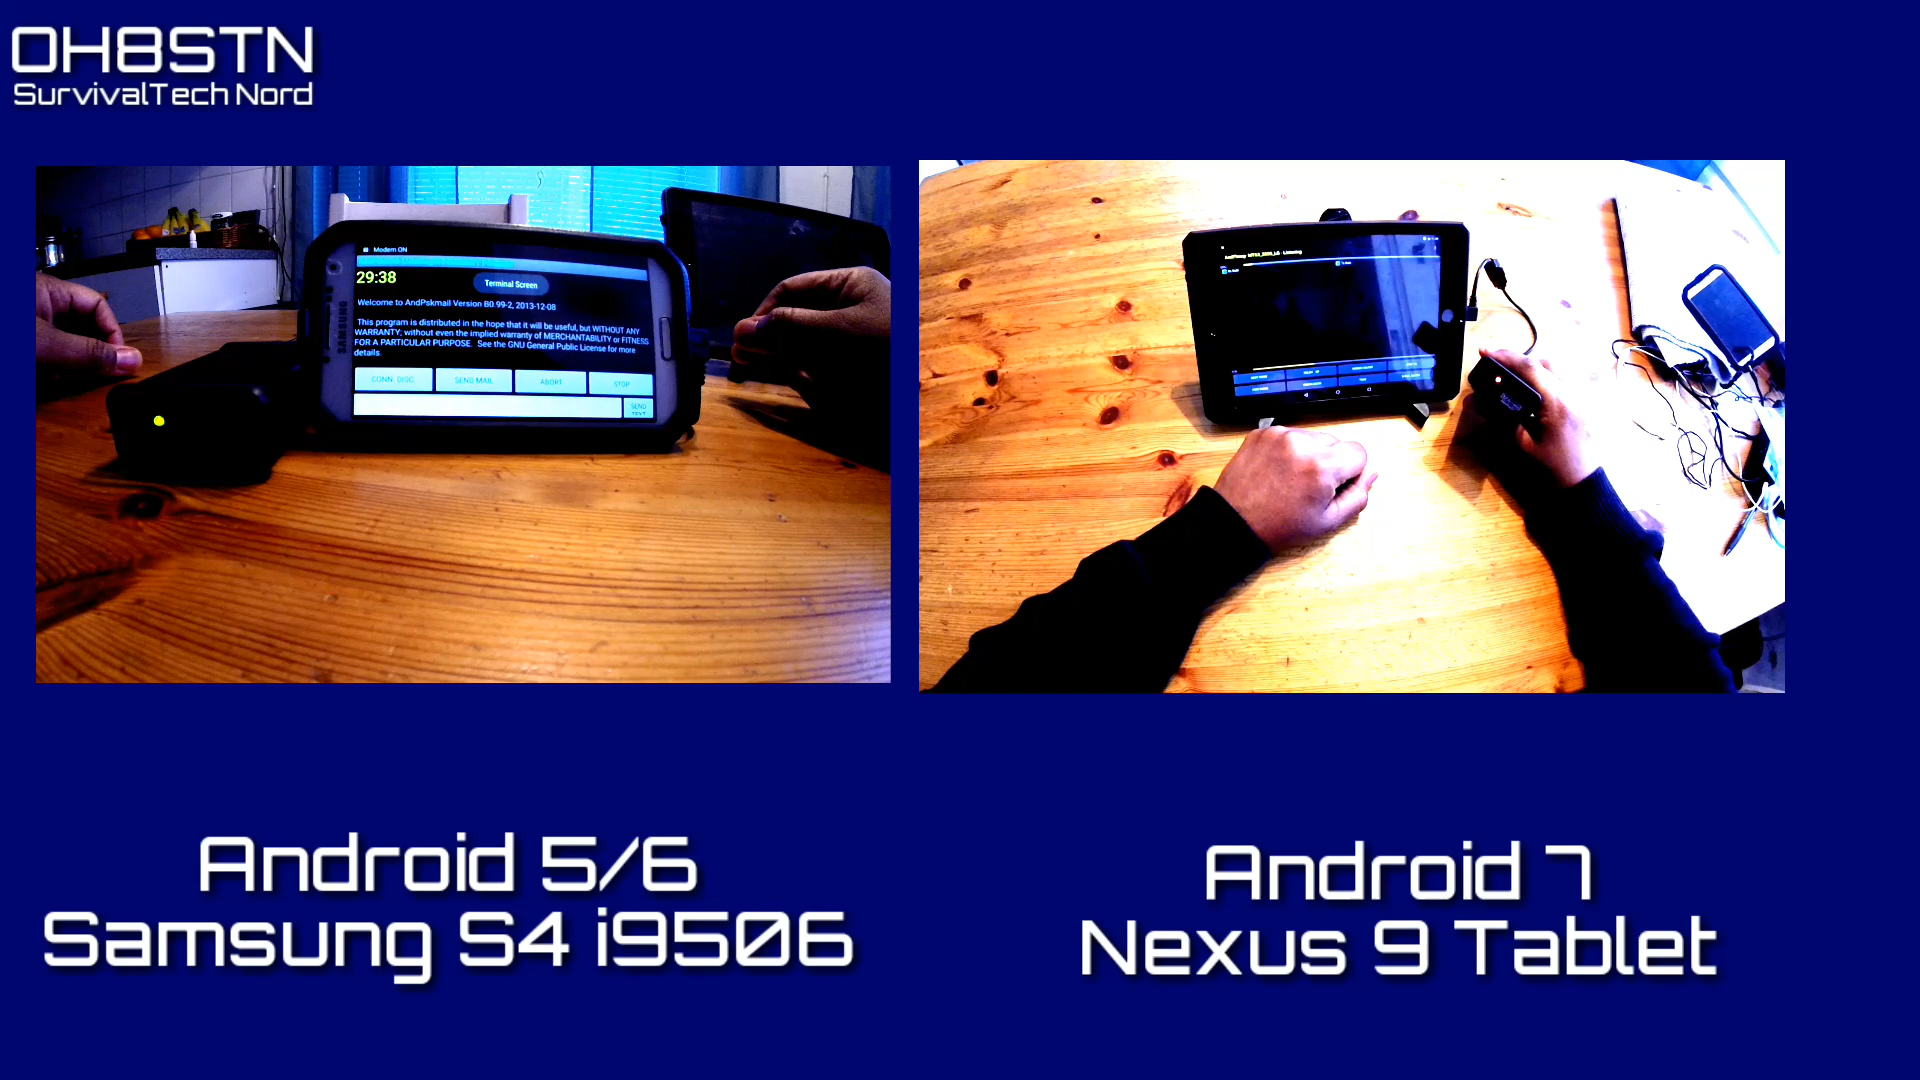 OH8STN
SurvivalTech Nord
Modem ON
29:38
Terminal Screen
Welcome to AndPskmail Version B0.99-2, 2013-12-08
This program is distributed in the hope that it will be useful, but WITHOUT ANY
WARRANTY; without even the implied warranty of MERCHANTABILITY or FITNESS
FOR A PARTICULAR PURPOSE. See the GNU General Public License for more
details.
CONN. DISC.
SEND MAIL
ABORT
STOP
SEND
TEXT
SAMSUNG
Android 5/6
Samsung S4 i9506
Android 7
Nexus 9 Tablet